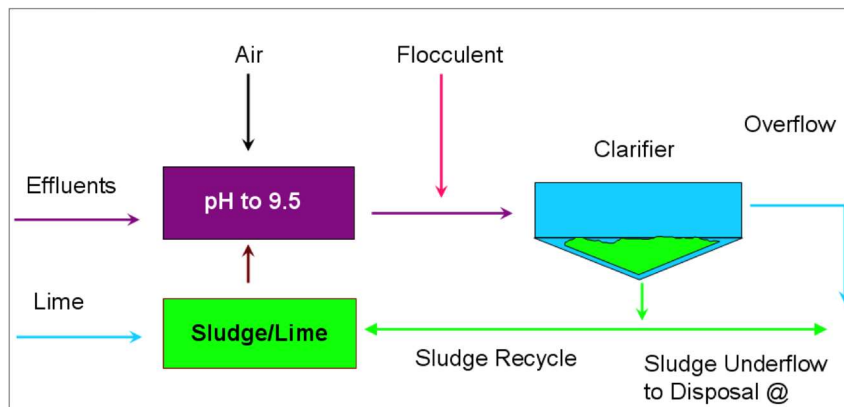 Air
Flocculent
Overflow
Clarifier
Effluents
pH to 9.5
Lime
Sludge/Lime
Sludge Recycle
Sludge Underflow
to Disposal @